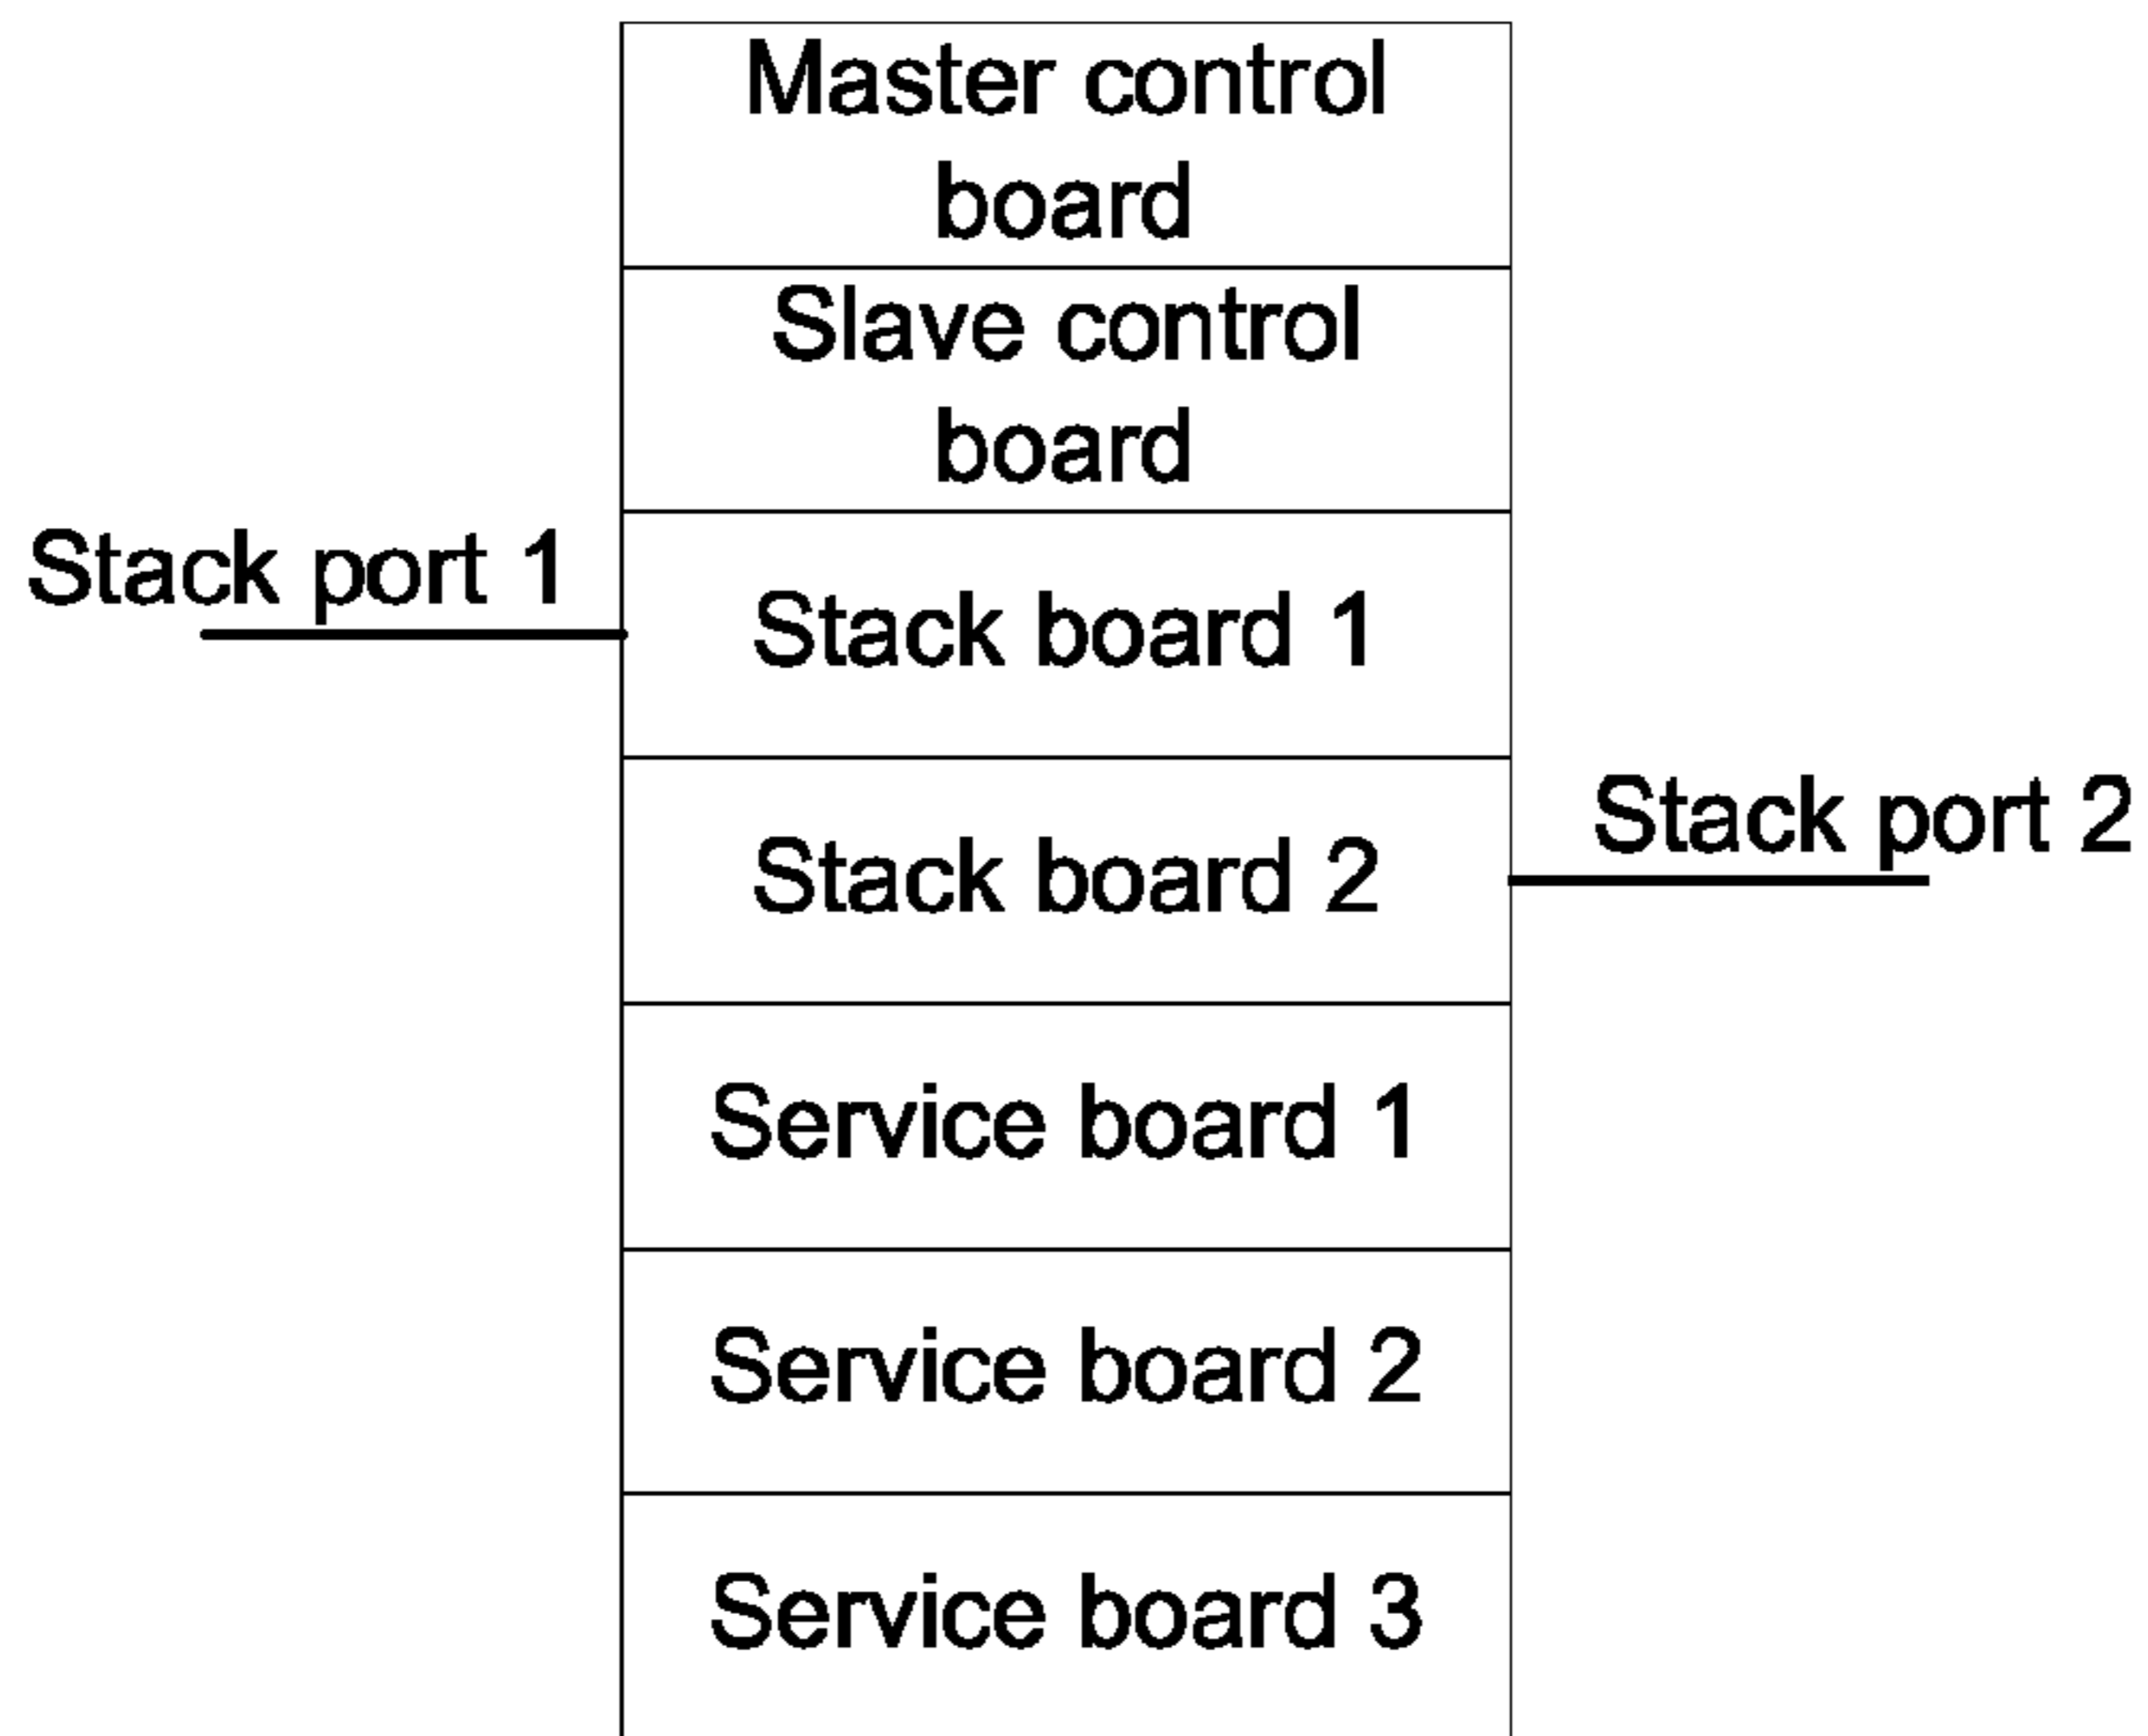 Master control
board
Slave control
board
Stack port 1
Stack board 1
Stack board 2
Stack port 2
Service board 1
Service board 2
Service board 3